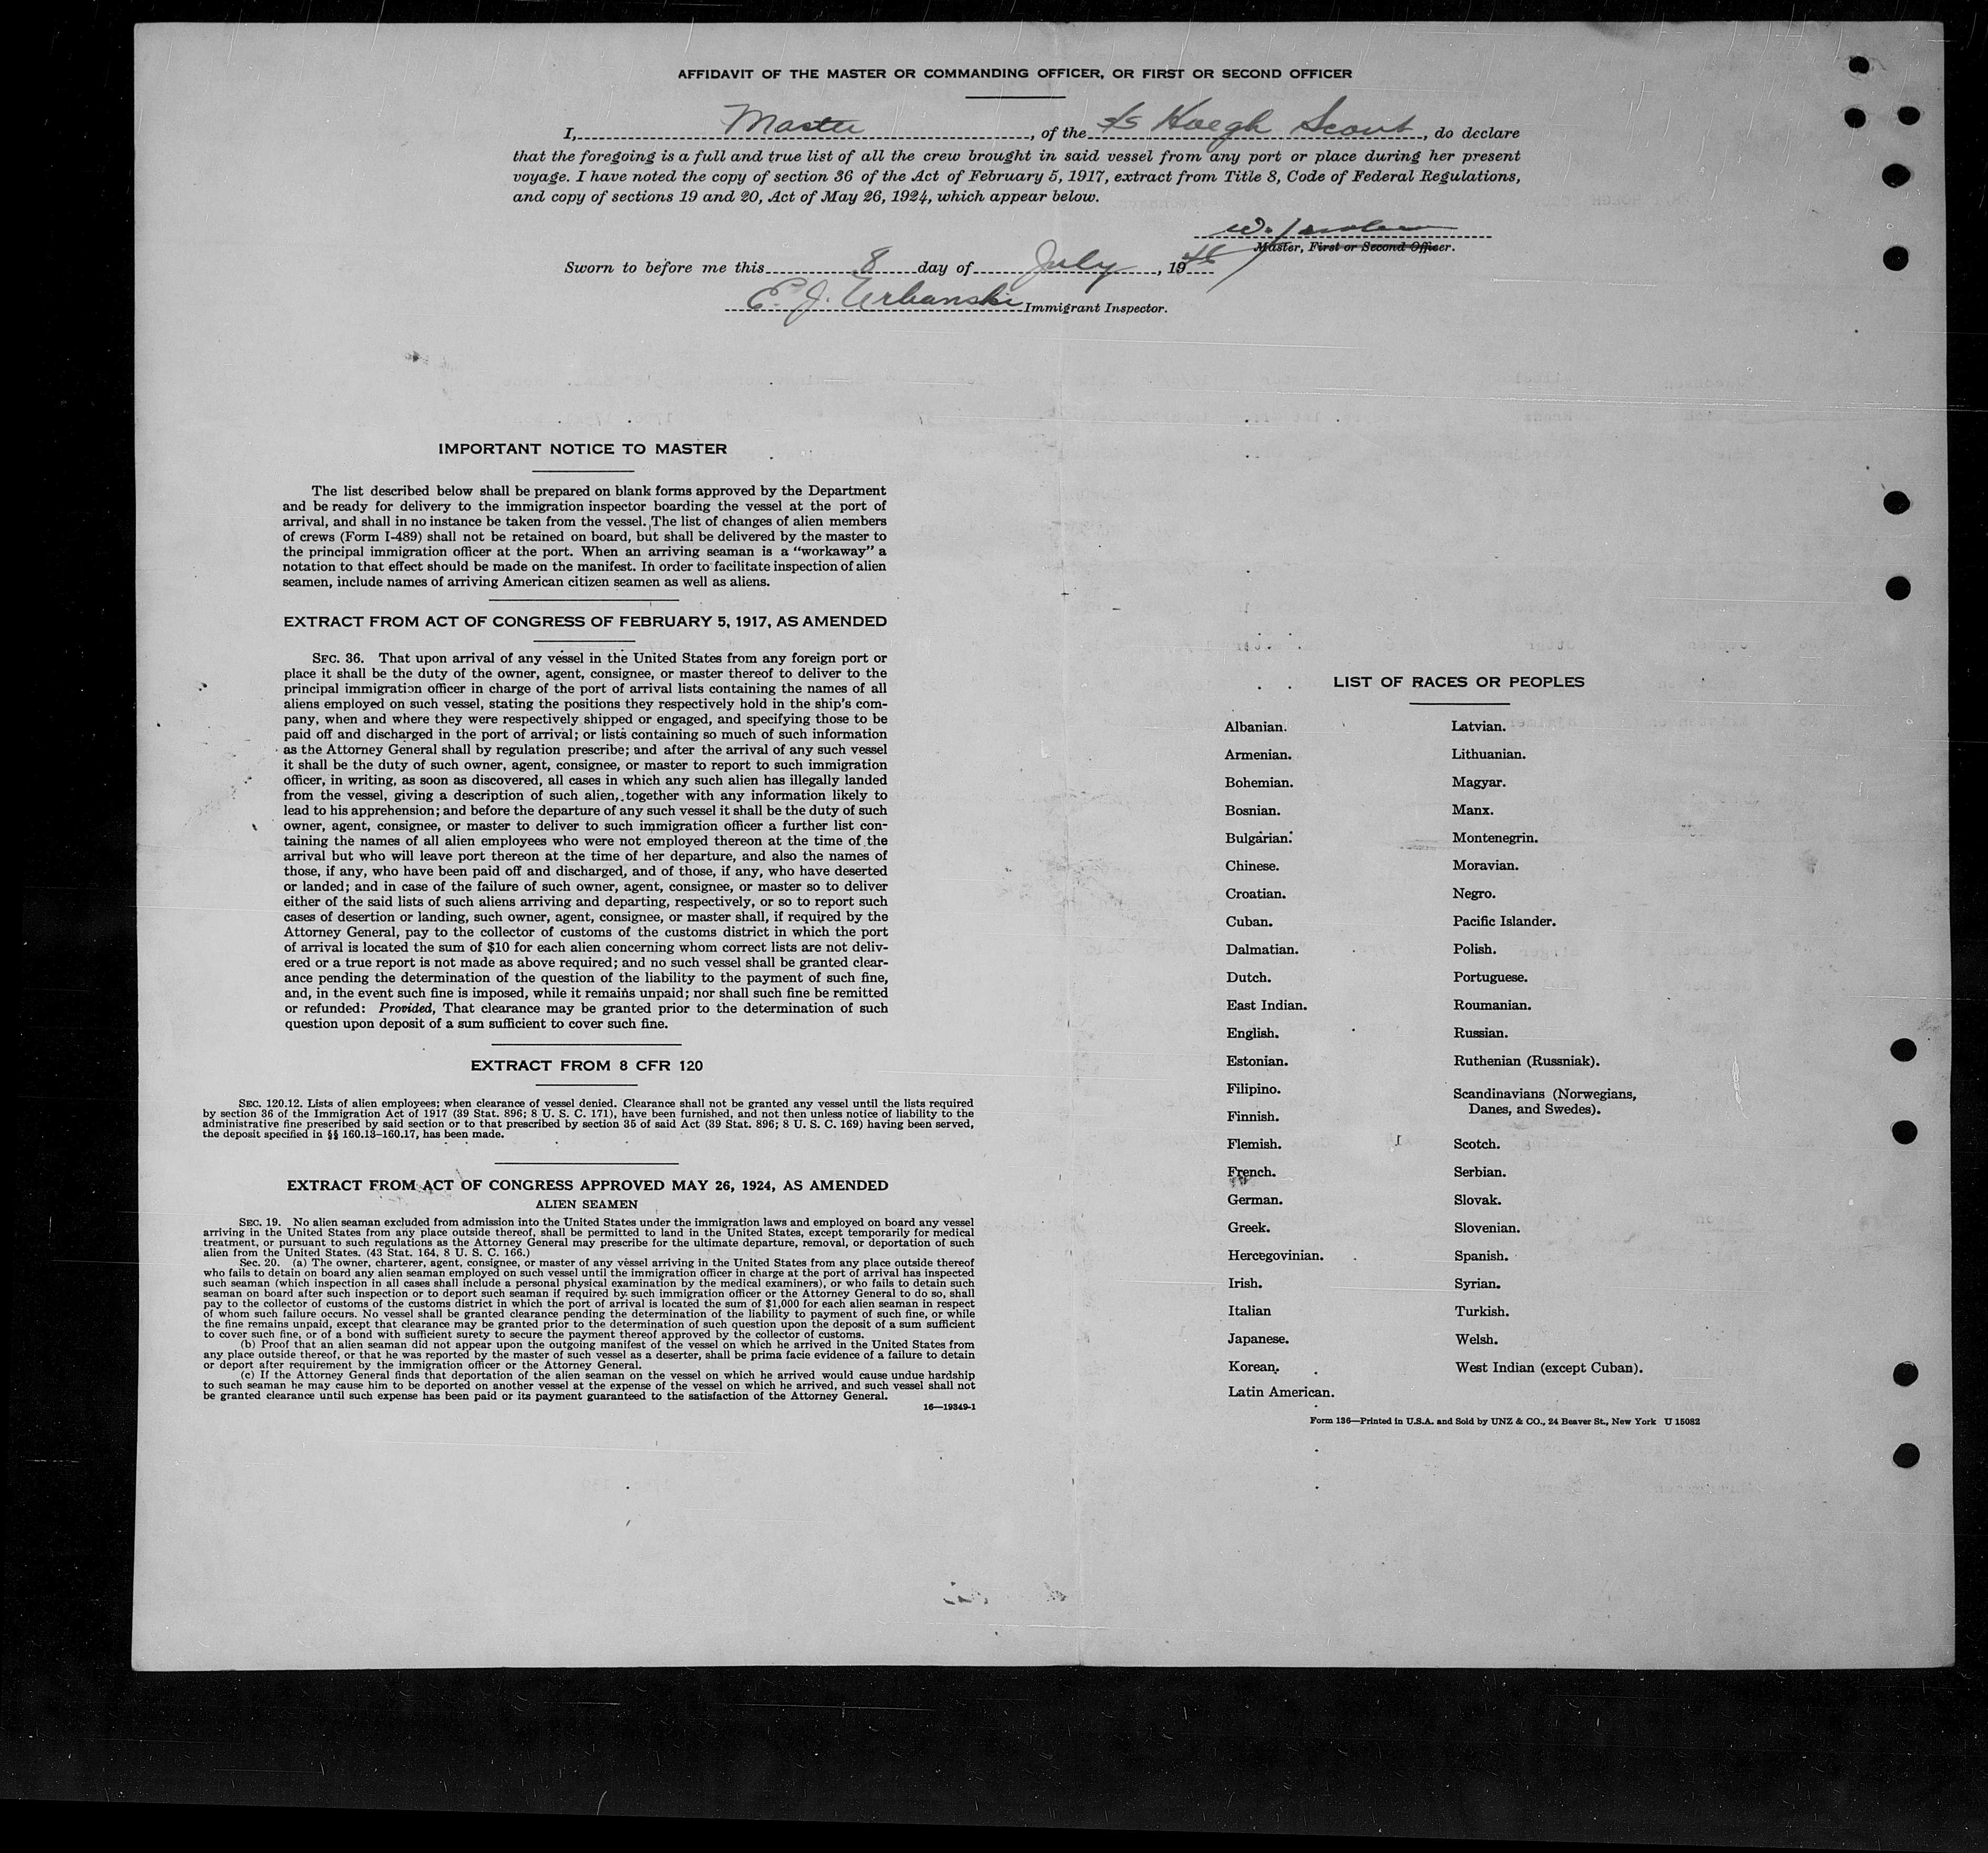 AFFIDAVIT OF THE MASTER OR COMMANDING OFFICER, OR FIRST OR SECOND OFFICER
I, Master, of the S/S Hoegh Scout, do declare
that the foregoing is a full and true list of all the crew brought in said vessel from any port or place during her present
voyage. I have noted the copy of section 36 of the Act of February 5, 1917, extract from Title 8, Code of Federal Regulations,
and copy of sections 19 and 20, Act of May 26, 1924, which appear below.
Master, First or Second Officer.
Sworn to before me this 8 day of July, 1946
E. J. Urbanski Immigrant Inspector.
IMPORTANT NOTICE TO MASTER
The list described below shall be prepared on blank forms approved by the Department
and be ready for delivery to the immigration inspector boarding the vessel at the port of
arrival, and shall in no instance be taken from the vessel. The list of changes of alien members
of crews (Form I-489) shall not be retained on board, but shall be delivered by the master to
the principal immigration officer at the port. When an arriving seaman is a "workaway" a
notation to that effect should be made on the manifest. In order to facilitate inspection of alien
seamen, include names of arriving American citizen seamen as well as aliens.
EXTRACT FROM ACT OF CONGRESS OF FEBRUARY 5, 1917, AS AMENDED
SEC. 36. That upon arrival of any vessel in the United States from any foreign port or
place it shall be the duty of the owner, agent, consignee, or master thereof to deliver to the
principal immigration officer in charge of the port of arrival lists containing the names of all
aliens employed on such vessel, stating the positions they respectively hold in the ship's com-
pany, when and where they were respectively shipped or engaged, and specifying those to be
paid off and discharged in the port of arrival; or lists containing so much of such information
as the Attorney General shall by regulation prescribe; and after the arrival of any such vessel
it shall be the duty of such owner, agent, consignee, or master to report to such immigration
officer, in writing, as soon as discovered, all cases in which any such alien has illegally landed
from the vessel, giving a description of such alien, together with any information likely to
lead to his apprehension; and before the departure of any such vessel it shall be the duty of such
owner, agent, consignee, or master to deliver to such immigration officer a further list con-
taining the names of all alien employees who were not employed thereon at the time of the
arrival but who will leave port thereon at the time of her departure, and also the names of
those, if any, who have been paid off and discharged, and of those, if any, who have deserted
or landed; and in case of the failure of such owner, agent, consignee, or master so to deliver
either of the said lists of such aliens arriving and departing, respectively, or so to report such
cases of desertion or landing, such owner, agent, consignee, or master shall, if required by the
Attorney General, pay to the collector of customs of the customs district in which the port
of arrival is located the sum of $10 for each alien concerning whom correct lists are not deliv-
ered or a true report is not made as above required; and no such vessel shall be granted clear-
ance pending the determination of the question of the liability to the payment of such fine,
and, in the event such fine is imposed, while it remains unpaid; nor shall such fine be remitted
or refunded: Provided, That clearance may be granted prior to the determination of such
question upon deposit of a sum sufficient to cover such fine.
EXTRACT FROM 8 CFR 120
SEC. 120.12. Lists of alien employees; when clearance of vessel denied. Clearance shall not be granted any vessel until the lists required
by section 36 of the Immigration Act of 1917 (39 Stat. 896; 8 U. S. C. 171), have been furnished, and not then unless notice of liability to the
administrative fine prescribed by said section or to that prescribed by section 35 of said Act (39 Stat. 896; 8 U. S. C. 169) having been served,
the deposit specified in §§ 160.13–160.17, has been made.
EXTRACT FROM ACT OF CONGRESS APPROVED MAY 26, 1924, AS AMENDED
ALIEN SEAMEN
SEC. 19. No alien seaman excluded from admission into the United States under the immigration laws and employed on board any vessel
arriving in the United States from any place outside thereof, shall be permitted to land in the United States, except temporarily for medical
treatment, or pursuant to such regulations as the Attorney General may prescribe for the ultimate departure, removal, or deportation of such
alien from the United States. (43 Stat. 164, 8 U. S. C. 166.)
Sec. 20. (a) The owner, charterer, agent, consignee, or master of any vessel arriving in the United States from any place outside thereof
who fails to detain on board any alien seaman employed on such vessel until the immigration officer in charge at the port of arrival has inspected
such seaman (which inspection in all cases shall include a personal physical examination by the medical examiners), or who fails to detain such
seaman on board after such inspection or to deport such seaman if required by such immigration officer or the Attorney General to do so, shall
pay to the collector of customs of the customs district in which the port of arrival is located the sum of $1,000 for each alien seaman in respect
of whom such failure occurs. No vessel shall be granted clearance pending the determination of the liability to payment of such fine, or while
the fine remains unpaid, except that clearance may be granted prior to the determination of such question upon the deposit of a sum sufficient
to cover such fine, or of a bond with sufficient surety to secure the payment thereof approved by the collector of customs.
(b) Proof that an alien seaman did not appear upon the outgoing manifest of the vessel on which he arrived in the United States from
any place outside thereof, or that he was reported by the master of such vessel as a deserter, shall be prima facie evidence of a failure to detain
or deport after requirement by the immigration officer or the Attorney General.
(c) If the Attorney General finds that deportation of the alien seaman on the vessel on which he arrived would cause undue hardship
to such seaman he may cause him to be deported on another vessel at the expense of the vessel on which he arrived, and such vessel shall not
be granted clearance until such expense has been paid or its payment guaranteed to the satisfaction of the Attorney General.
16—19349-1
LIST OF RACES OR PEOPLES
Albanian.
Armenian.
Bohemian.
Bosnian.
Bulgarian.
Chinese.
Croatian.
Cuban.
Dalmatian.
Dutch.
East Indian.
English.
Estonian.
Filipino.
Finnish.
Flemish.
French.
German.
Greek.
Hercegovinian.
Irish.
Italian
Japanese.
Korean.
Latin American.
Latvian.
Lithuanian.
Magyar.
Manx.
Montenegrin.
Moravian.
Negro.
Pacific Islander.
Polish.
Portuguese.
Roumanian.
Russian.
Ruthenian (Russniak).
Scandinavians (Norwegians,
Danes, and Swedes).
Scotch.
Serbian.
Slovak.
Slovenian.
Spanish.
Syrian.
Turkish.
Welsh.
West Indian (except Cuban).
Form 136—Printed in U.S.A. and Sold by UNZ & CO., 24 Beaver St., New York U 15082